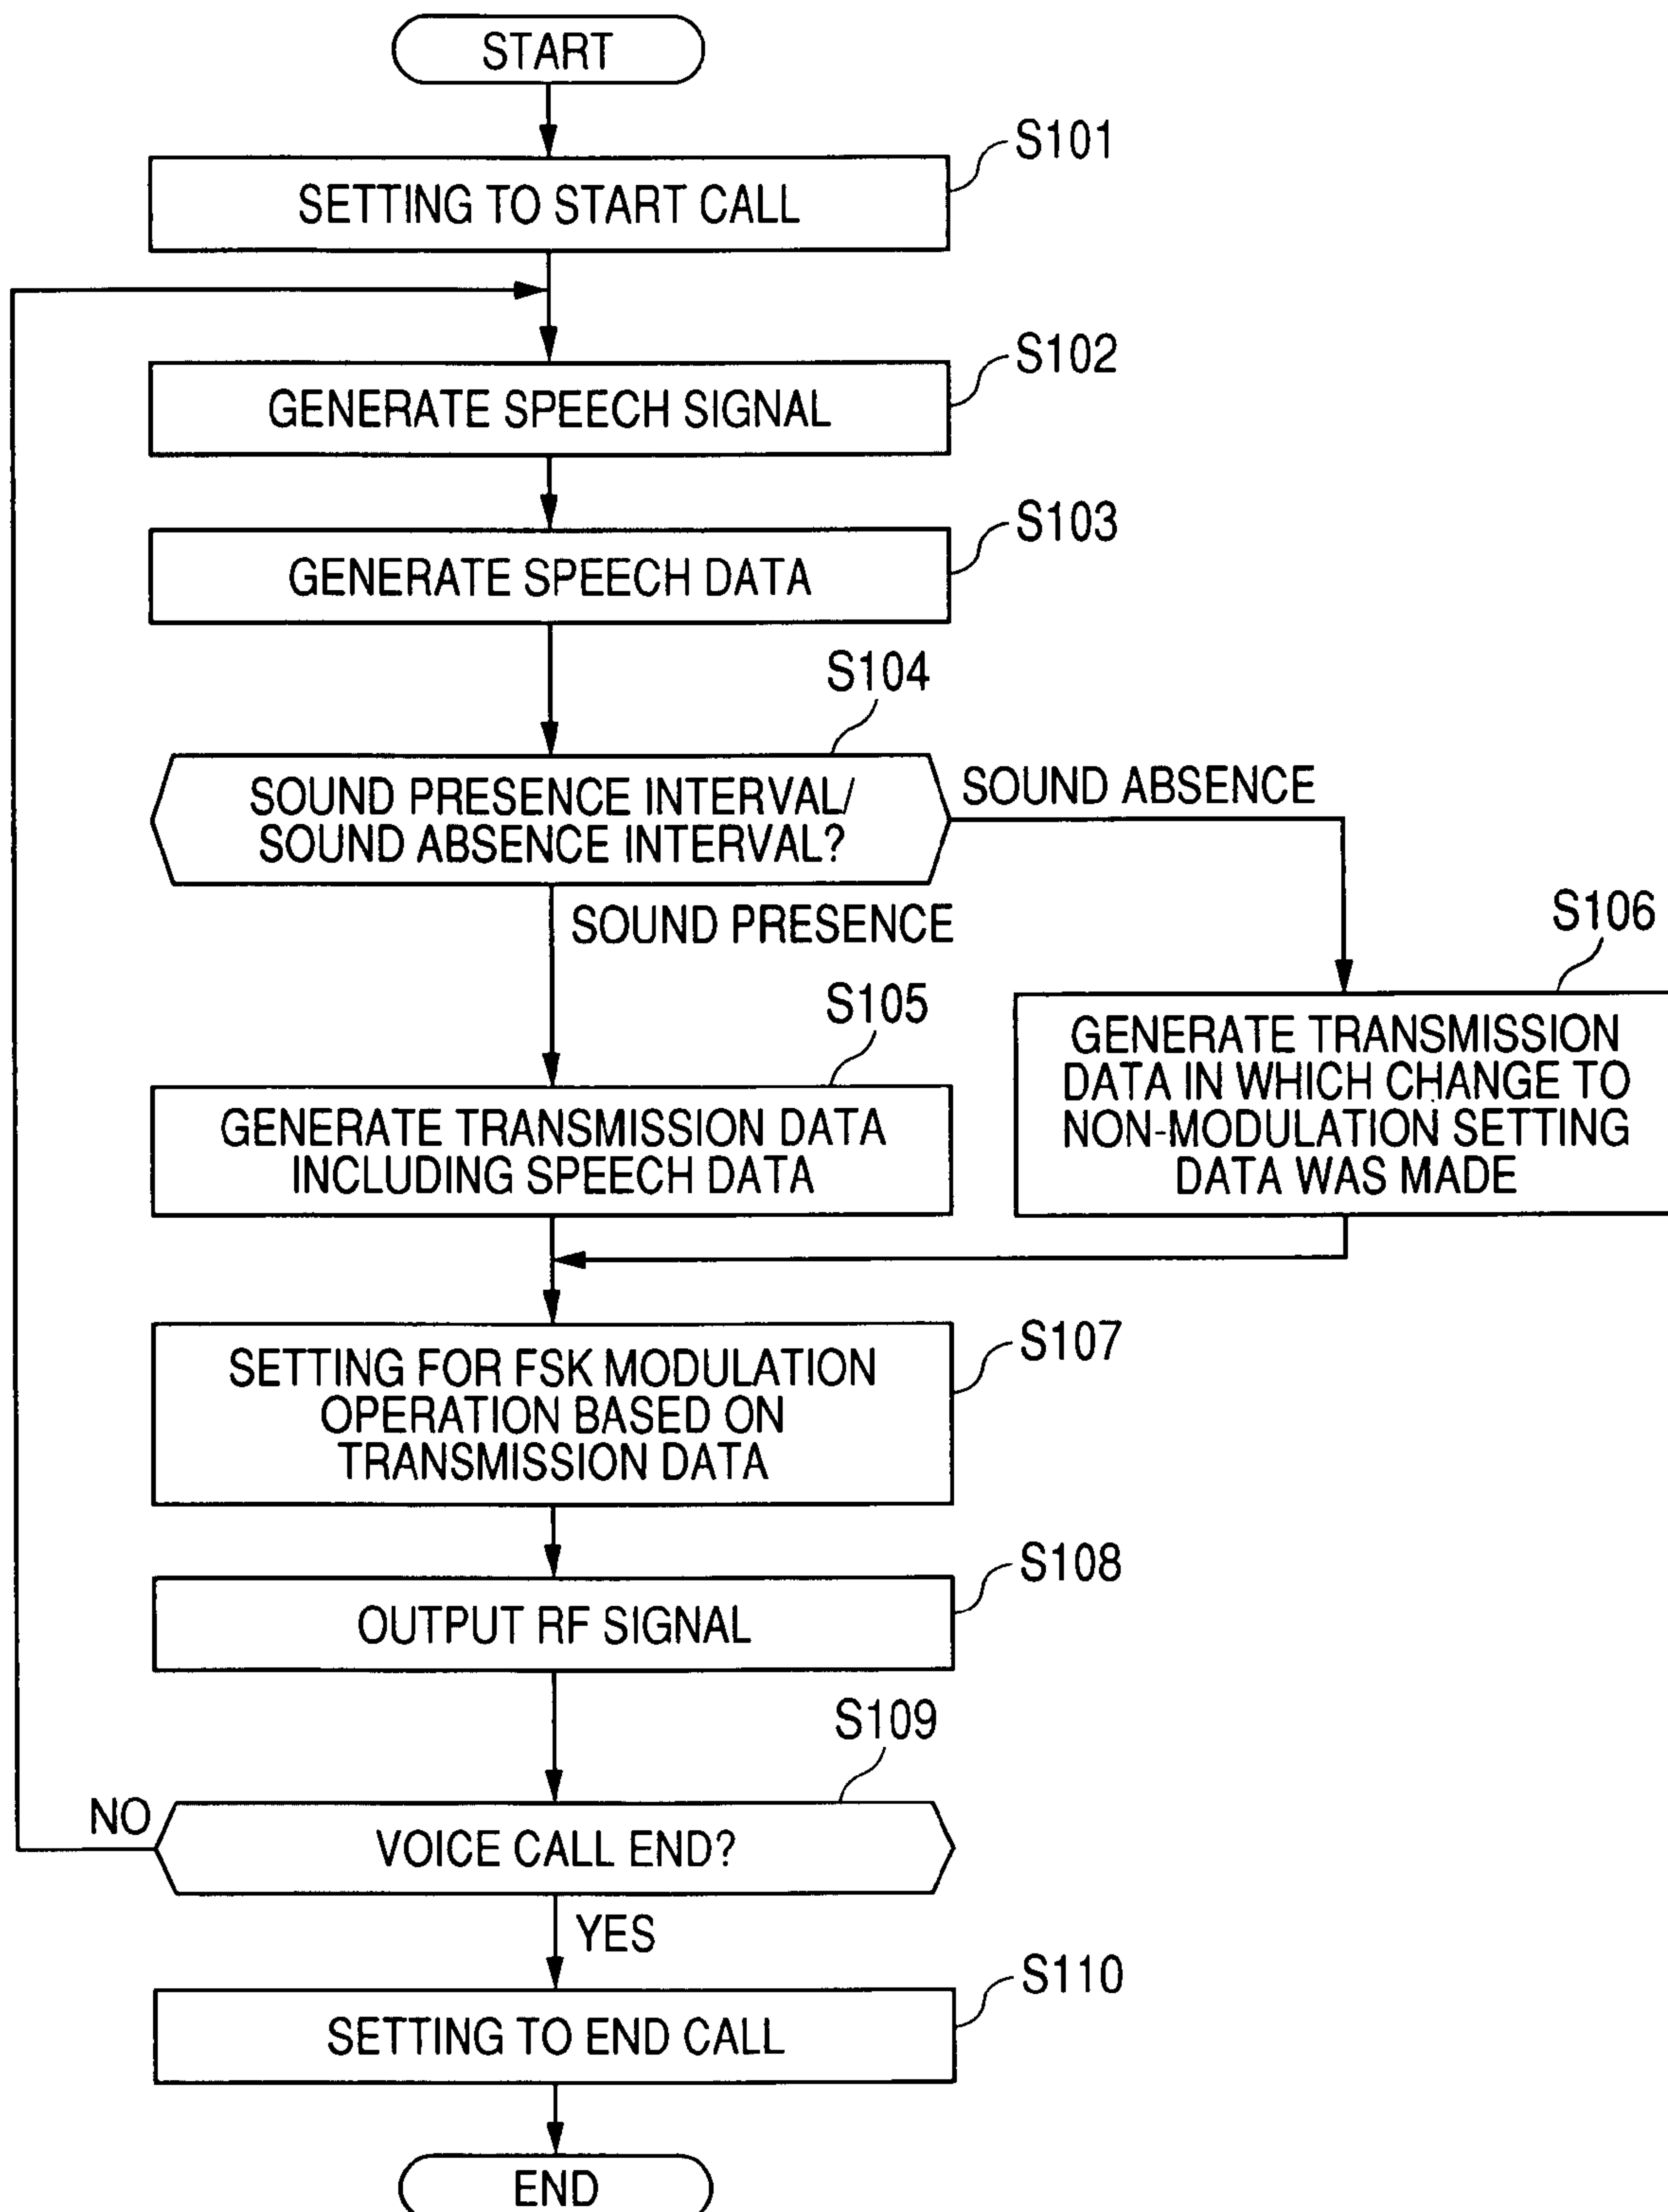 START
S101
SETTING TO START CALL
S102
GENERATE SPEECH SIGNAL
S103
GENERATE SPEECH DATA
S104
SOUND PRESENCE INTERVAL/
SOUND ABSENCE INTERVAL?
SOUND ABSENCE
SOUND PRESENCE
S105
GENERATE TRANSMISSION DATA
INCLUDING SPEECH DATA
S106
GENERATE TRANSMISSION
DATA IN WHICH CHANGE TO
NON-MODULATION SETTING
DATA WAS MADE
S107
SETTING FOR FSK MODULATION
OPERATION BASED ON
TRANSMISSION DATA
S108
OUTPUT RF SIGNAL
S109
NO
VOICE CALL END?
YES
S110
SETTING TO END CALL
END